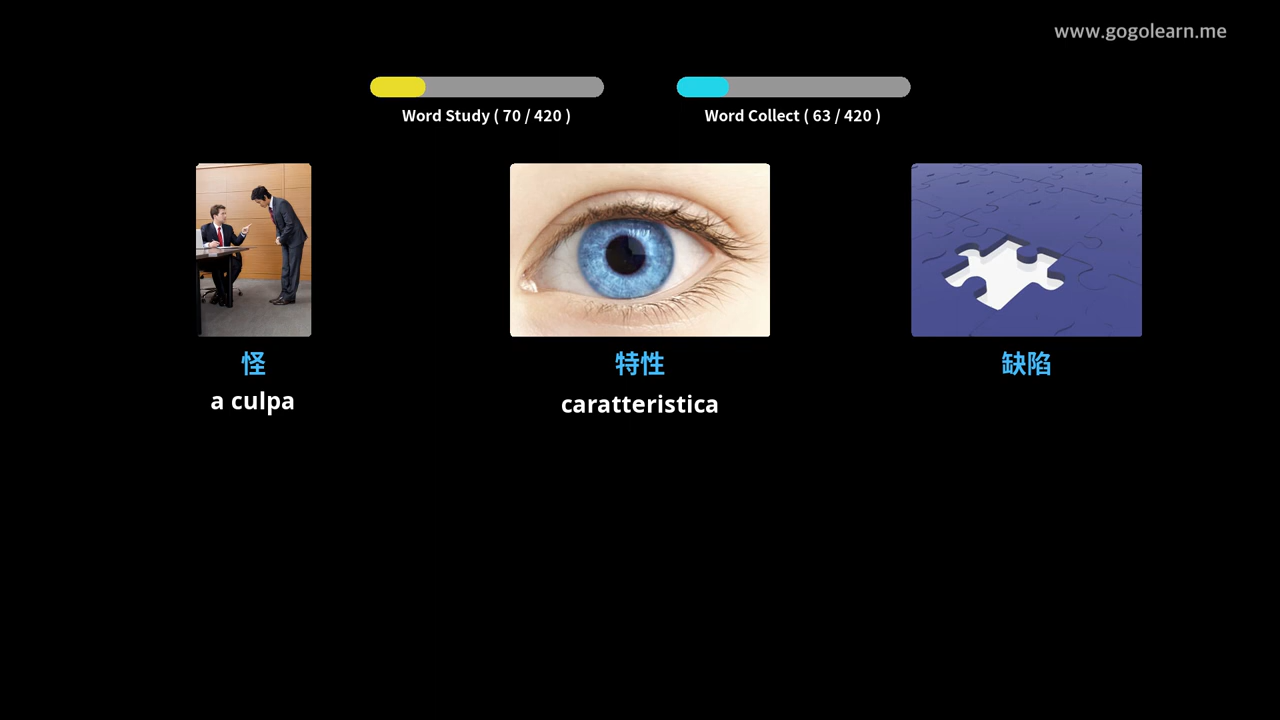 www.gogolearn.me
Word Study ( 70 / 420 )
Word Collect ( 63 / 420 )
怪
特性
缺陷
a culpa
caratteristica